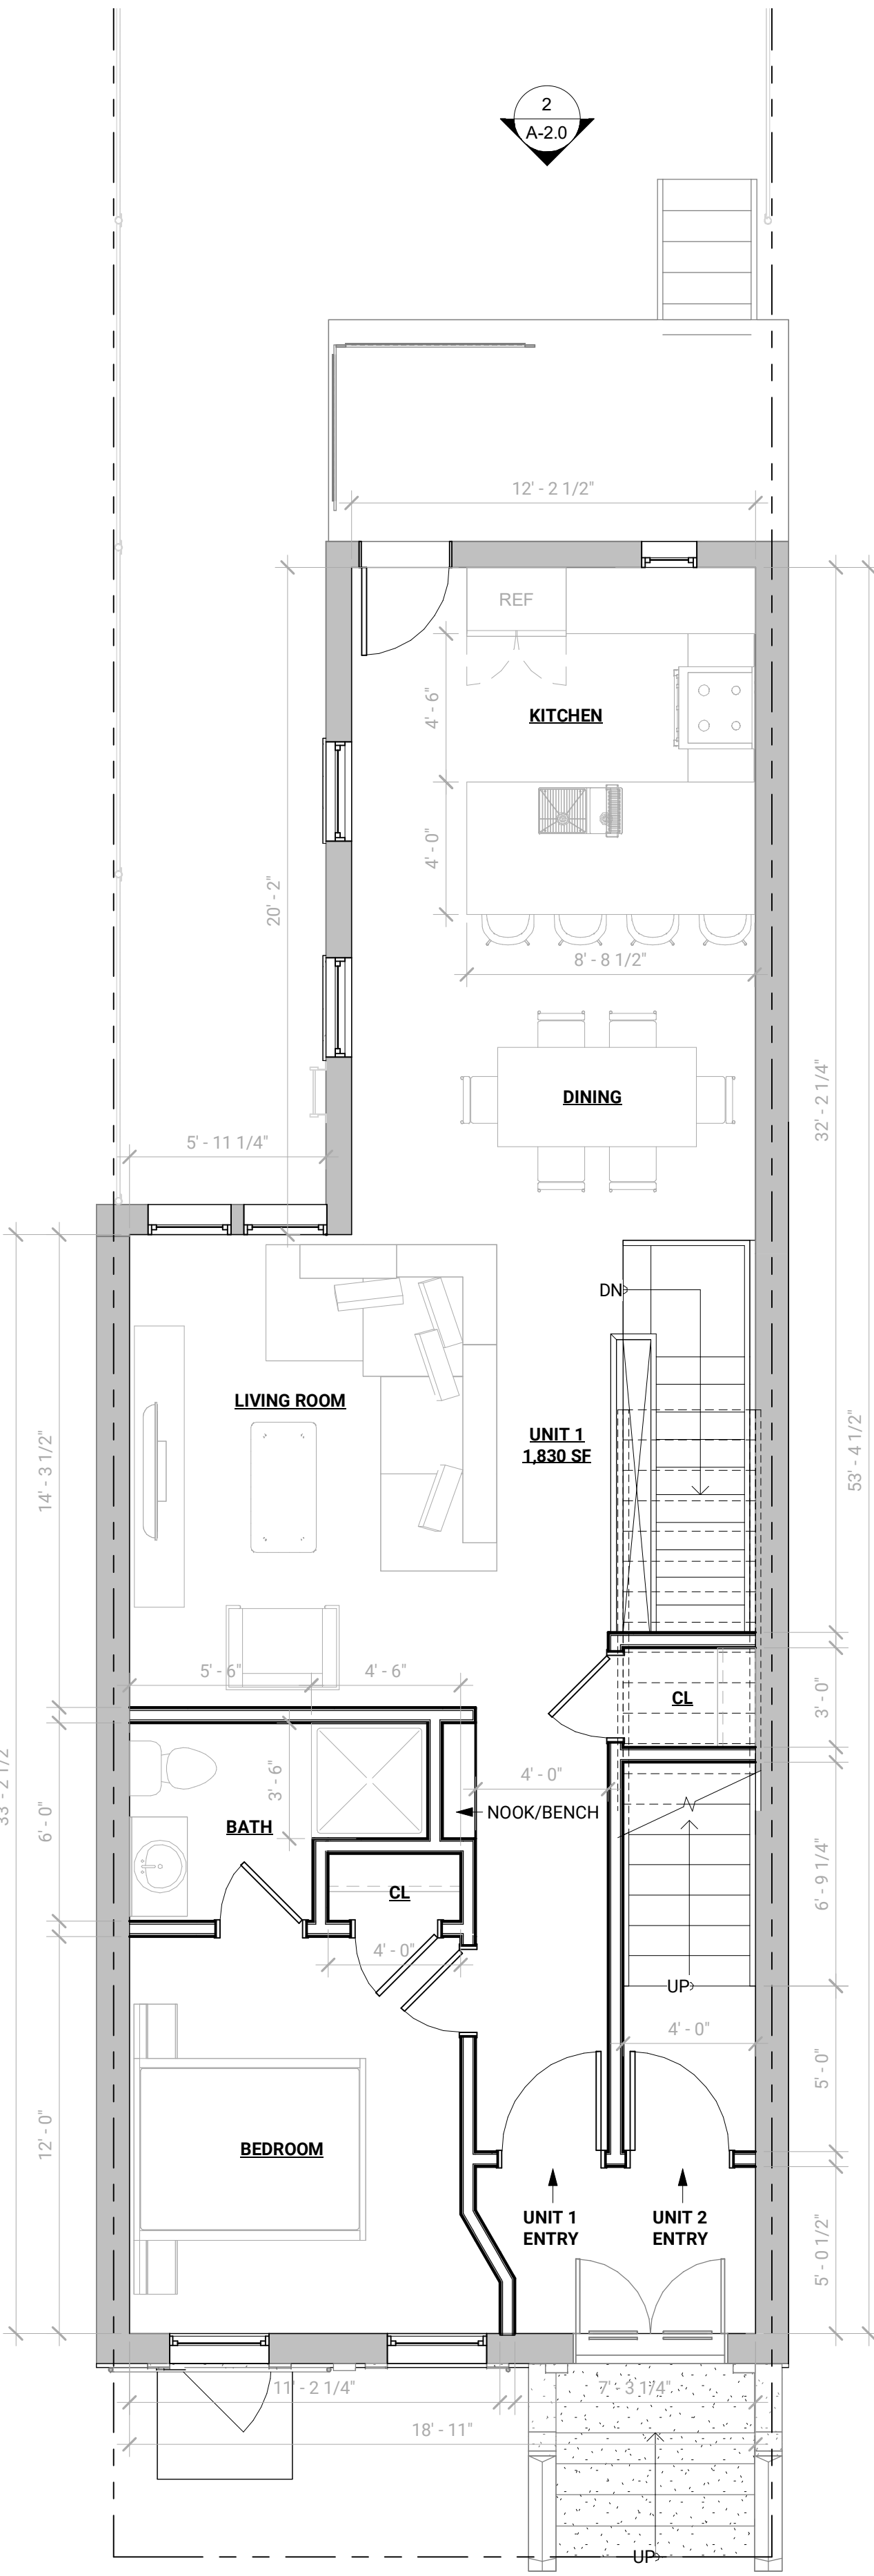 2
A-2.0
12' - 2 1/2"
REF
4' - 6"
KITCHEN
4' - 0"
20' - 2"
8' - 8 1/2"
DINING
32' - 2 1/4"
5' - 11 1/4"
DN
LIVING ROOM
UNIT 1
1,830 SF
14' - 3 1/2"
53' - 4 1/2"
5' - 6"
4' - 6"
CL
3' - 0"
33' - 2 1/2"
3' - 6"
4' - 0"
NOOK/BENCH
6' - 0"
BATH
CL
6' - 9 1/4"
4' - 0"
UP
4' - 0"
5' - 0"
12' - 0"
BEDROOM
UNIT 1
ENTRY
UNIT 2
ENTRY
5' - 0 1/2"
11' - 2 1/4"
7' - 3 1/4"
18' - 11"
UP